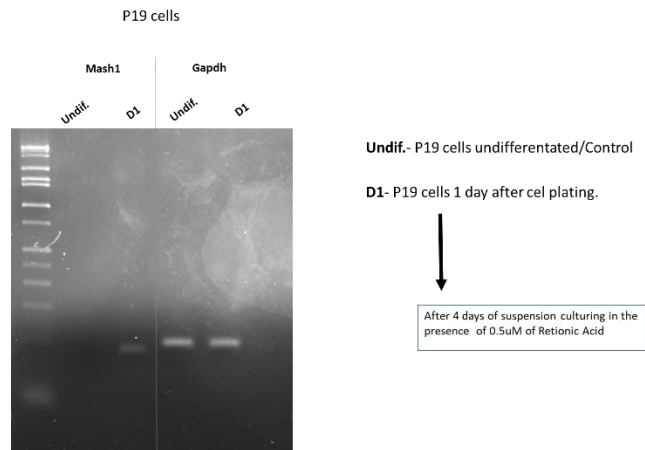 P19 cells
Mash1 Gapdh
Undif. D1 Undif. D1
Undif.- P19 cells undifferentated/Control
D1- P19 cells 1 day after cel plating.
After 4 days of suspension culturing in the
presence of 0.5uM of Retionic Acid